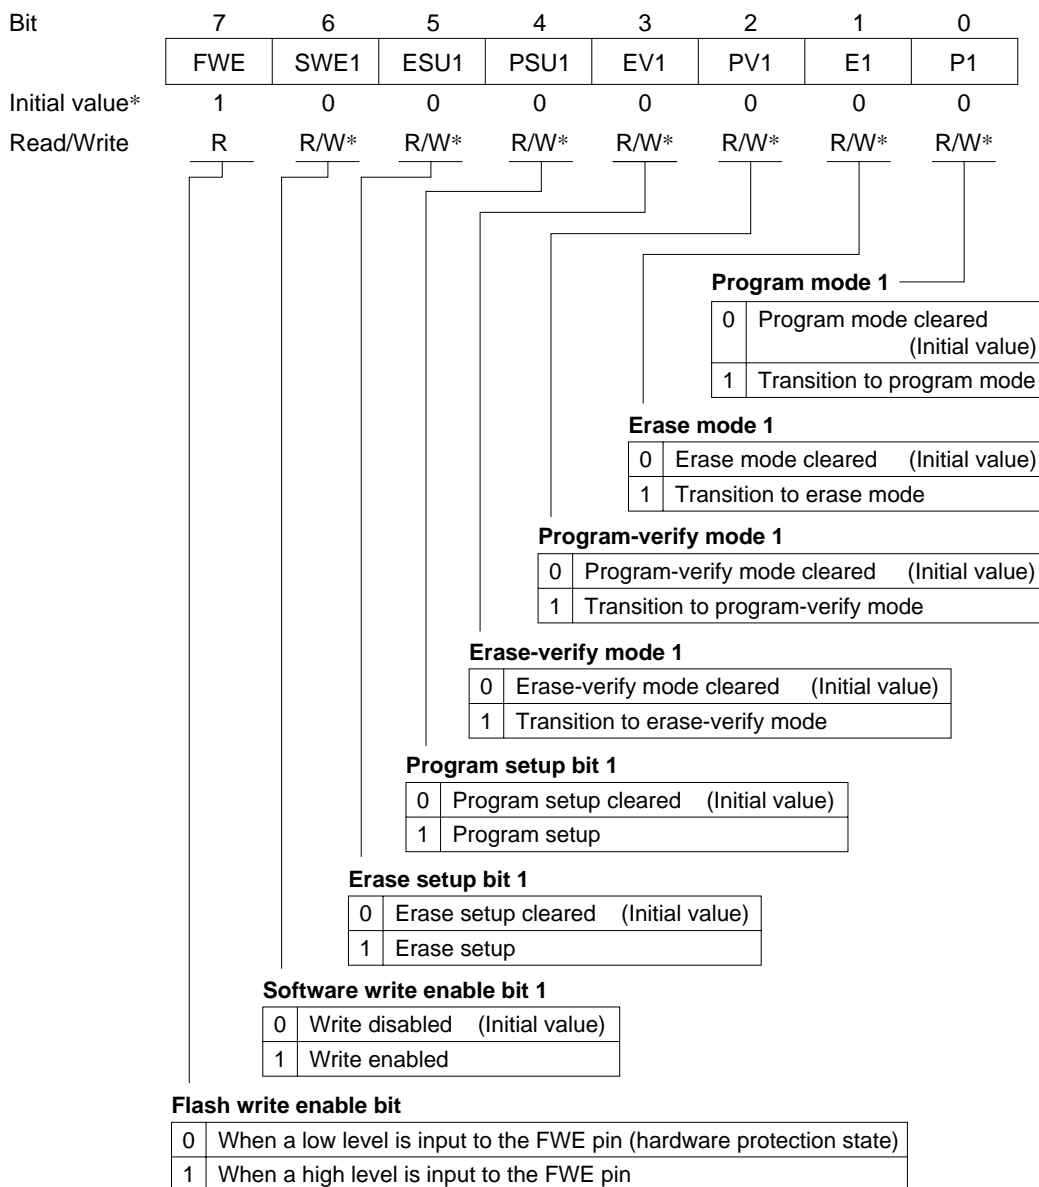 Bit 7 6 5 4 3 2 1 0
FWE SWE1 ESU1 PSU1 EV1 PV1 E1 P1
Initial value* 1 0 0 0 0 0 0 0
Read/Write R R/W* R/W* R/W* R/W* R/W* R/W* R/W*
Program mode 1
0 Program mode cleared
(Initial value)
1 Transition to program mode
Erase mode 1
0 Erase mode cleared (Initial value)
1 Transition to erase mode
Program-verify mode 1
0 Program-verify mode cleared (Initial value)
1 Transition to program-verify mode
Erase-verify mode 1
0 Erase-verify mode cleared (Initial value)
1 Transition to erase-verify mode
Program setup bit 1
0 Program setup cleared (Initial value)
1 Program setup
Erase setup bit 1
0 Erase setup cleared (Initial value)
1 Erase setup
Software write enable bit 1
0 Write disabled (Initial value)
1 Write enabled
Flash write enable bit
0 When a low level is input to the FWE pin (hardware protection state)
1 When a high level is input to the FWE pin